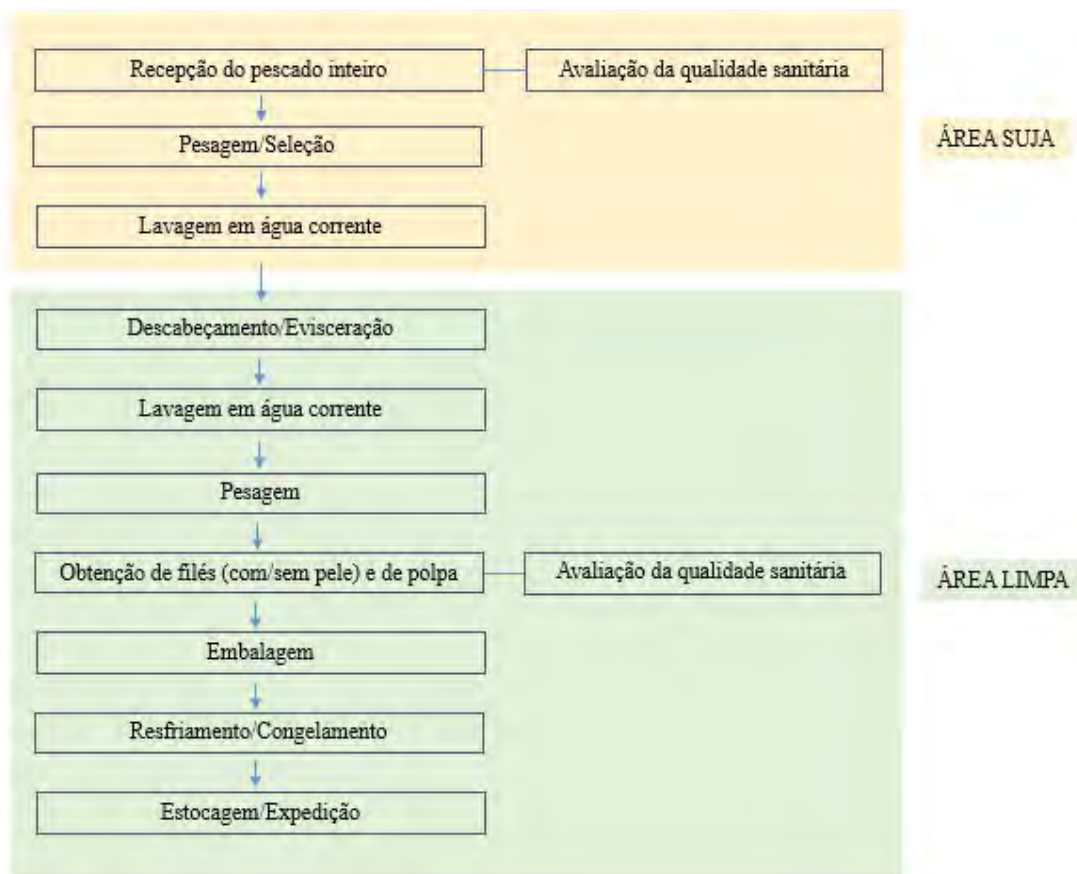 Recepção do pescado inteiro
Avaliação da qualidade sanitária
Pesagem/Seleção
ÁREA SUJA
Lavagem em água corrente
Descabeçamento/Evisceração
Lavagem em água corrente
Pesagem
Obtenção de filés (com/sem pele) e de polpa
Avaliação da qualidade sanitária
ÁREA LIMPA
Embalagem
Resfriamento/Congelamento
Estocagem/Expedição